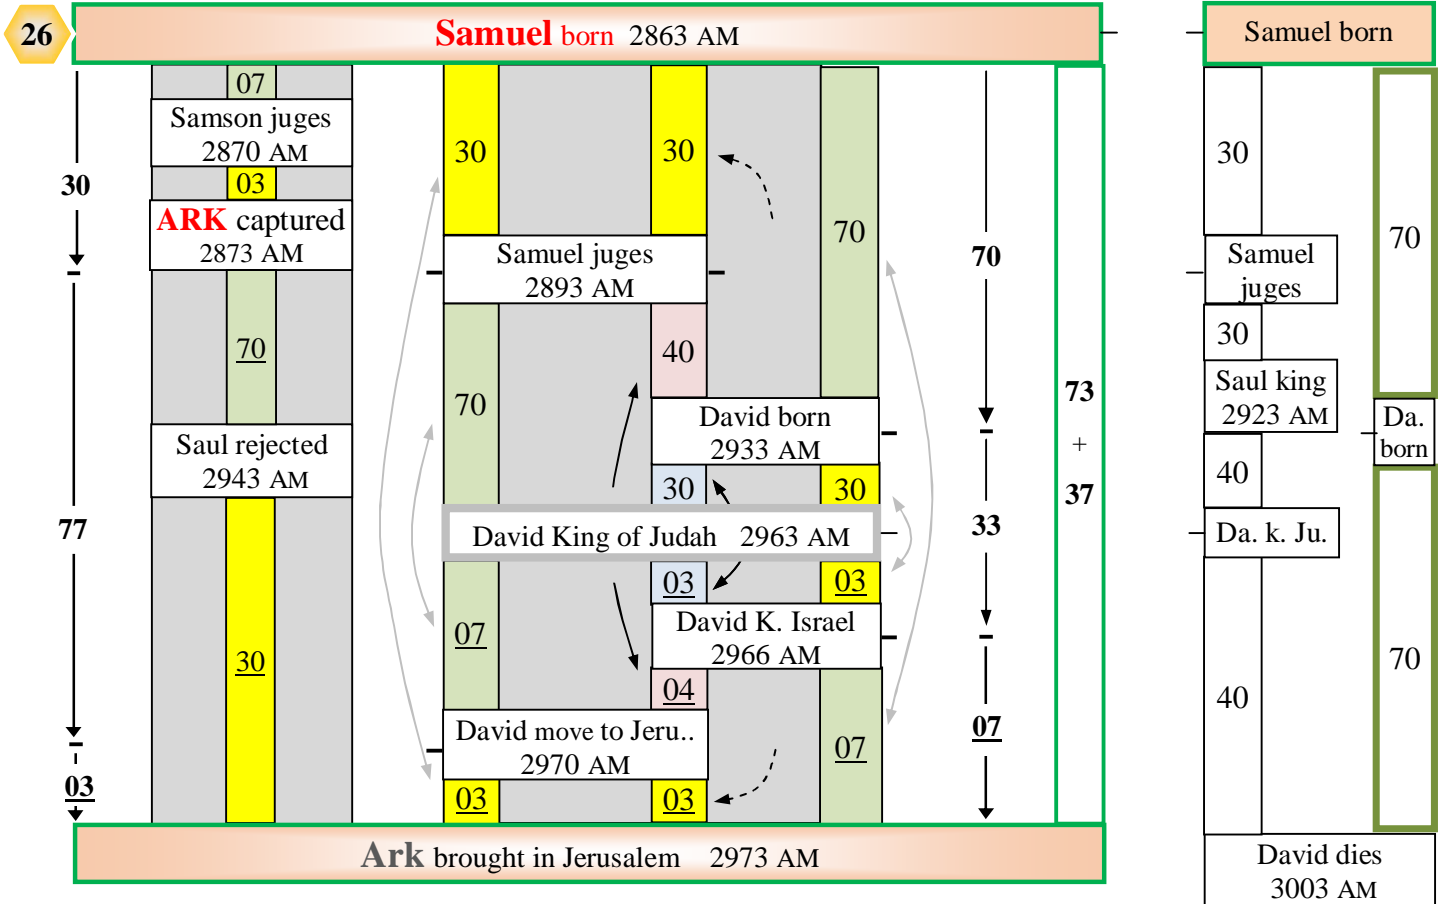 26
Samuel born 2863 AM
Samuel born
07
Samson juges
2870 AM
03
ARK captured
2873 AM
70
Saul rejected
2943 AM
30
30
77
03
30
30
70
Samuel juges
2893 AM
40
70
David born
2933 AM
30
30
David King of Judah 2963 AM
03
03
07
David K. Israel
2966 AM
04
07
David move to Jeru..
2970 AM
03
03
70
33
07
73
+
37
Ark brought in Jerusalem 2973 AM
30
70
Samuel
juges
30
Saul king
2923 AM
Da.
born
40
Da. k. Ju.
40
70
David dies
3003 AM